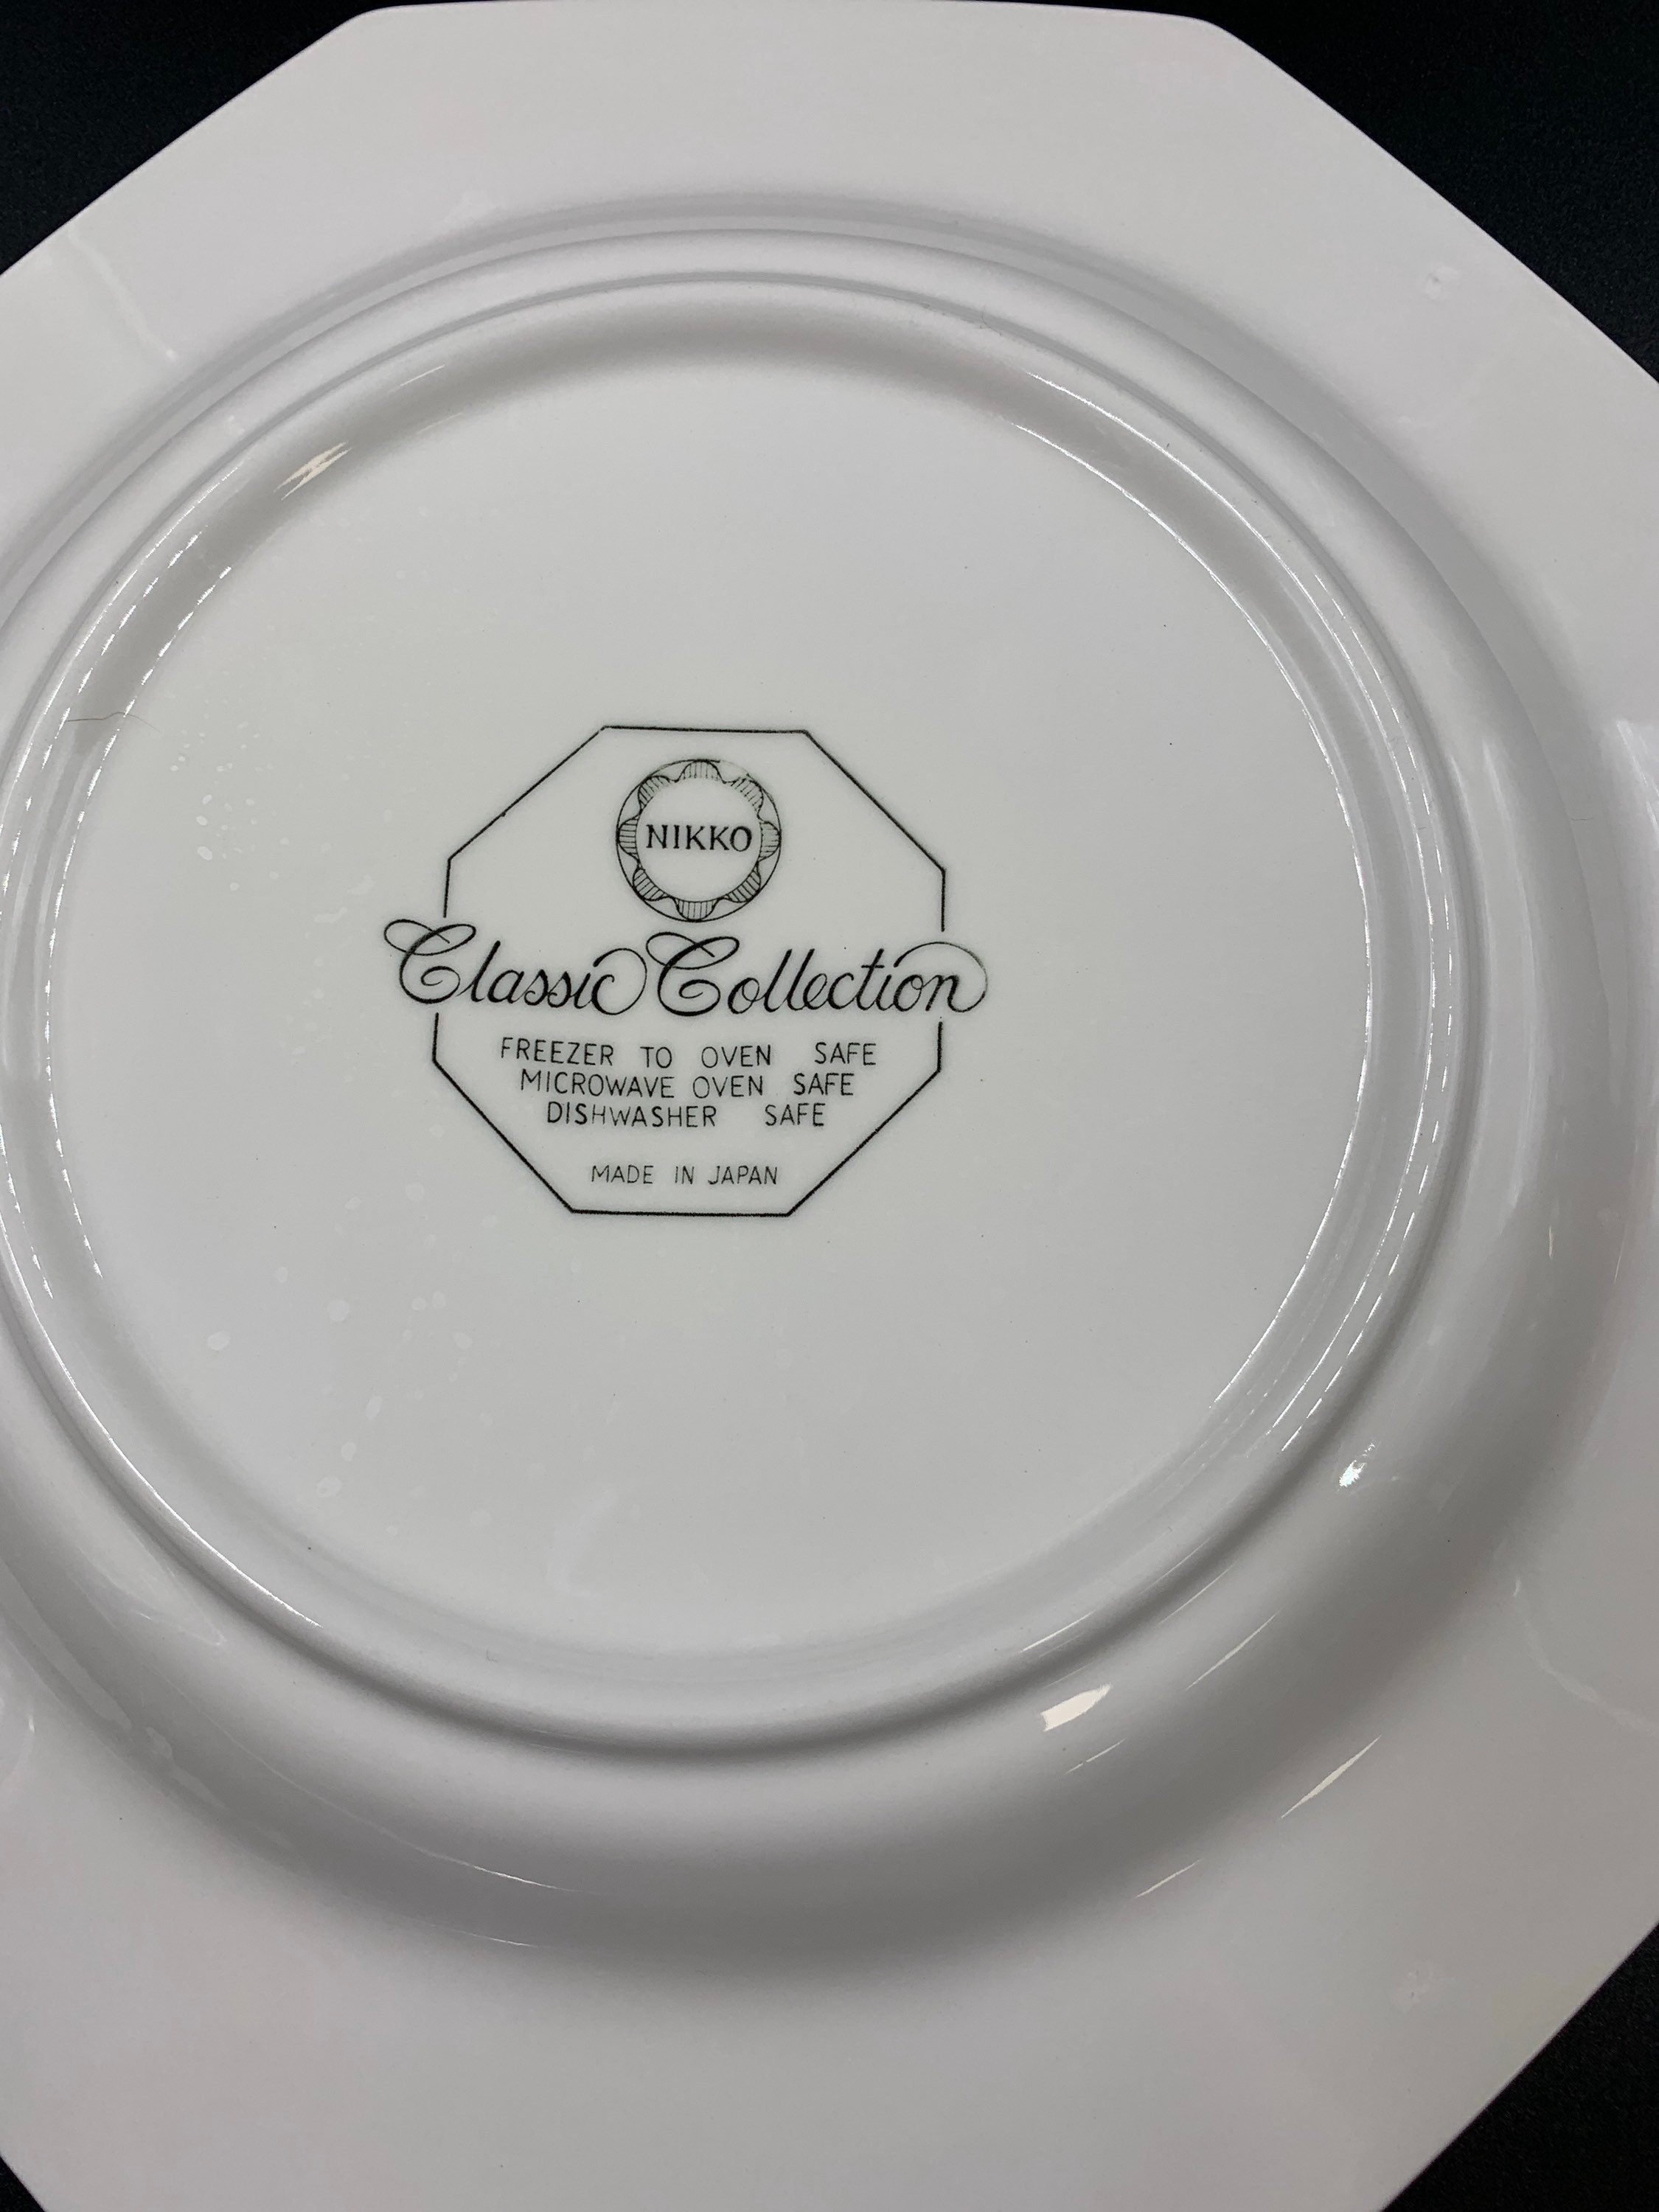 NIKKO
Classic Collection
FREEZER TO OVEN SAFE
MICROWAVE OVEN SAFE
DISHWASHER SAFE
MADE IN JAPAN